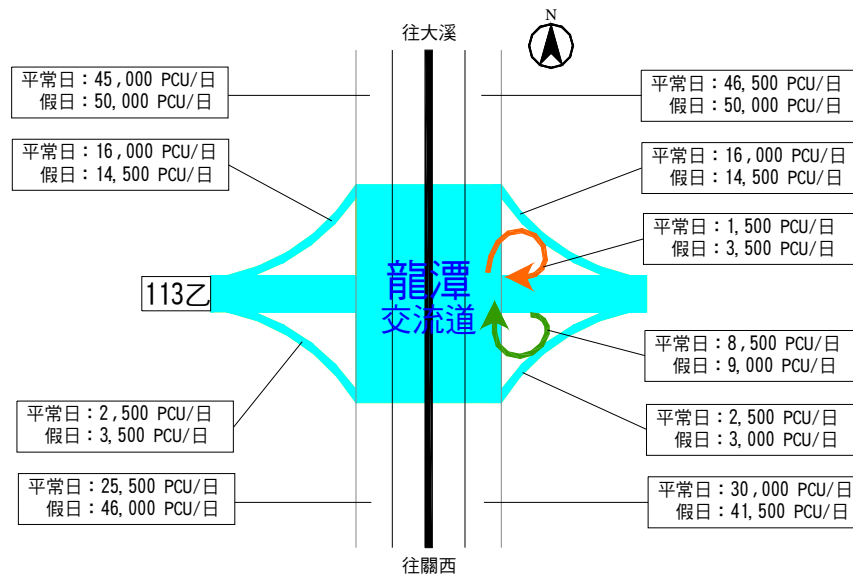 往大溪
N
平常日：45,000 PCU/日
假日：50,000 PCU/日
平常日：46,500 PCU/日
假日：50,000 PCU/日
平常日：16,000 PCU/日
假日：14,500 PCU/日
平常日：16,000 PCU/日
假日：14,500 PCU/日
平常日：1,500 PCU/日
假日：3,500 PCU/日
113乙
龍潭
交流道
平常日：8,500 PCU/日
假日：9,000 PCU/日
平常日：2,500 PCU/日
假日：3,500 PCU/日
平常日：2,500 PCU/日
假日：3,000 PCU/日
平常日：25,500 PCU/日
假日：46,000 PCU/日
平常日：30,000 PCU/日
假日：41,500 PCU/日
往關西